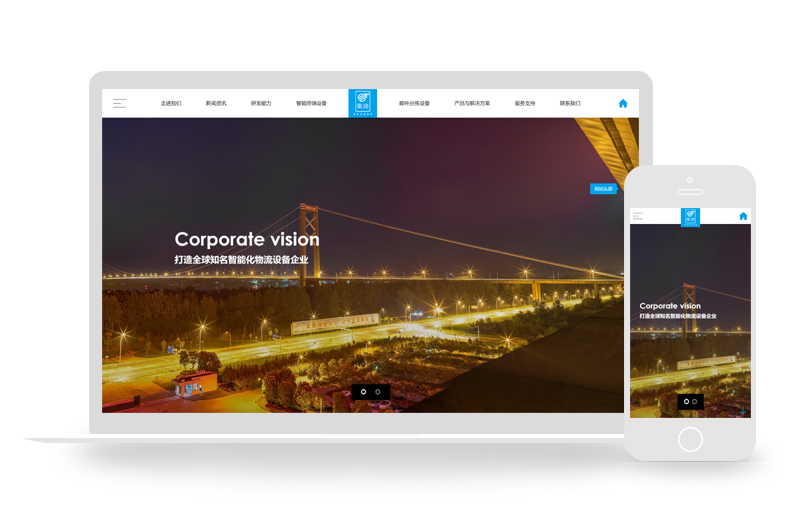 走进我们 新闻资讯 研发能力 智能终端设备 集团 邮件分拣设备 产品与解决方案 服务支持 联系我们
网站头部
Corporate vision
打造全球知名智能化物流设备企业
集团
Corporate vision
打造全球知名智能化物流设备企业